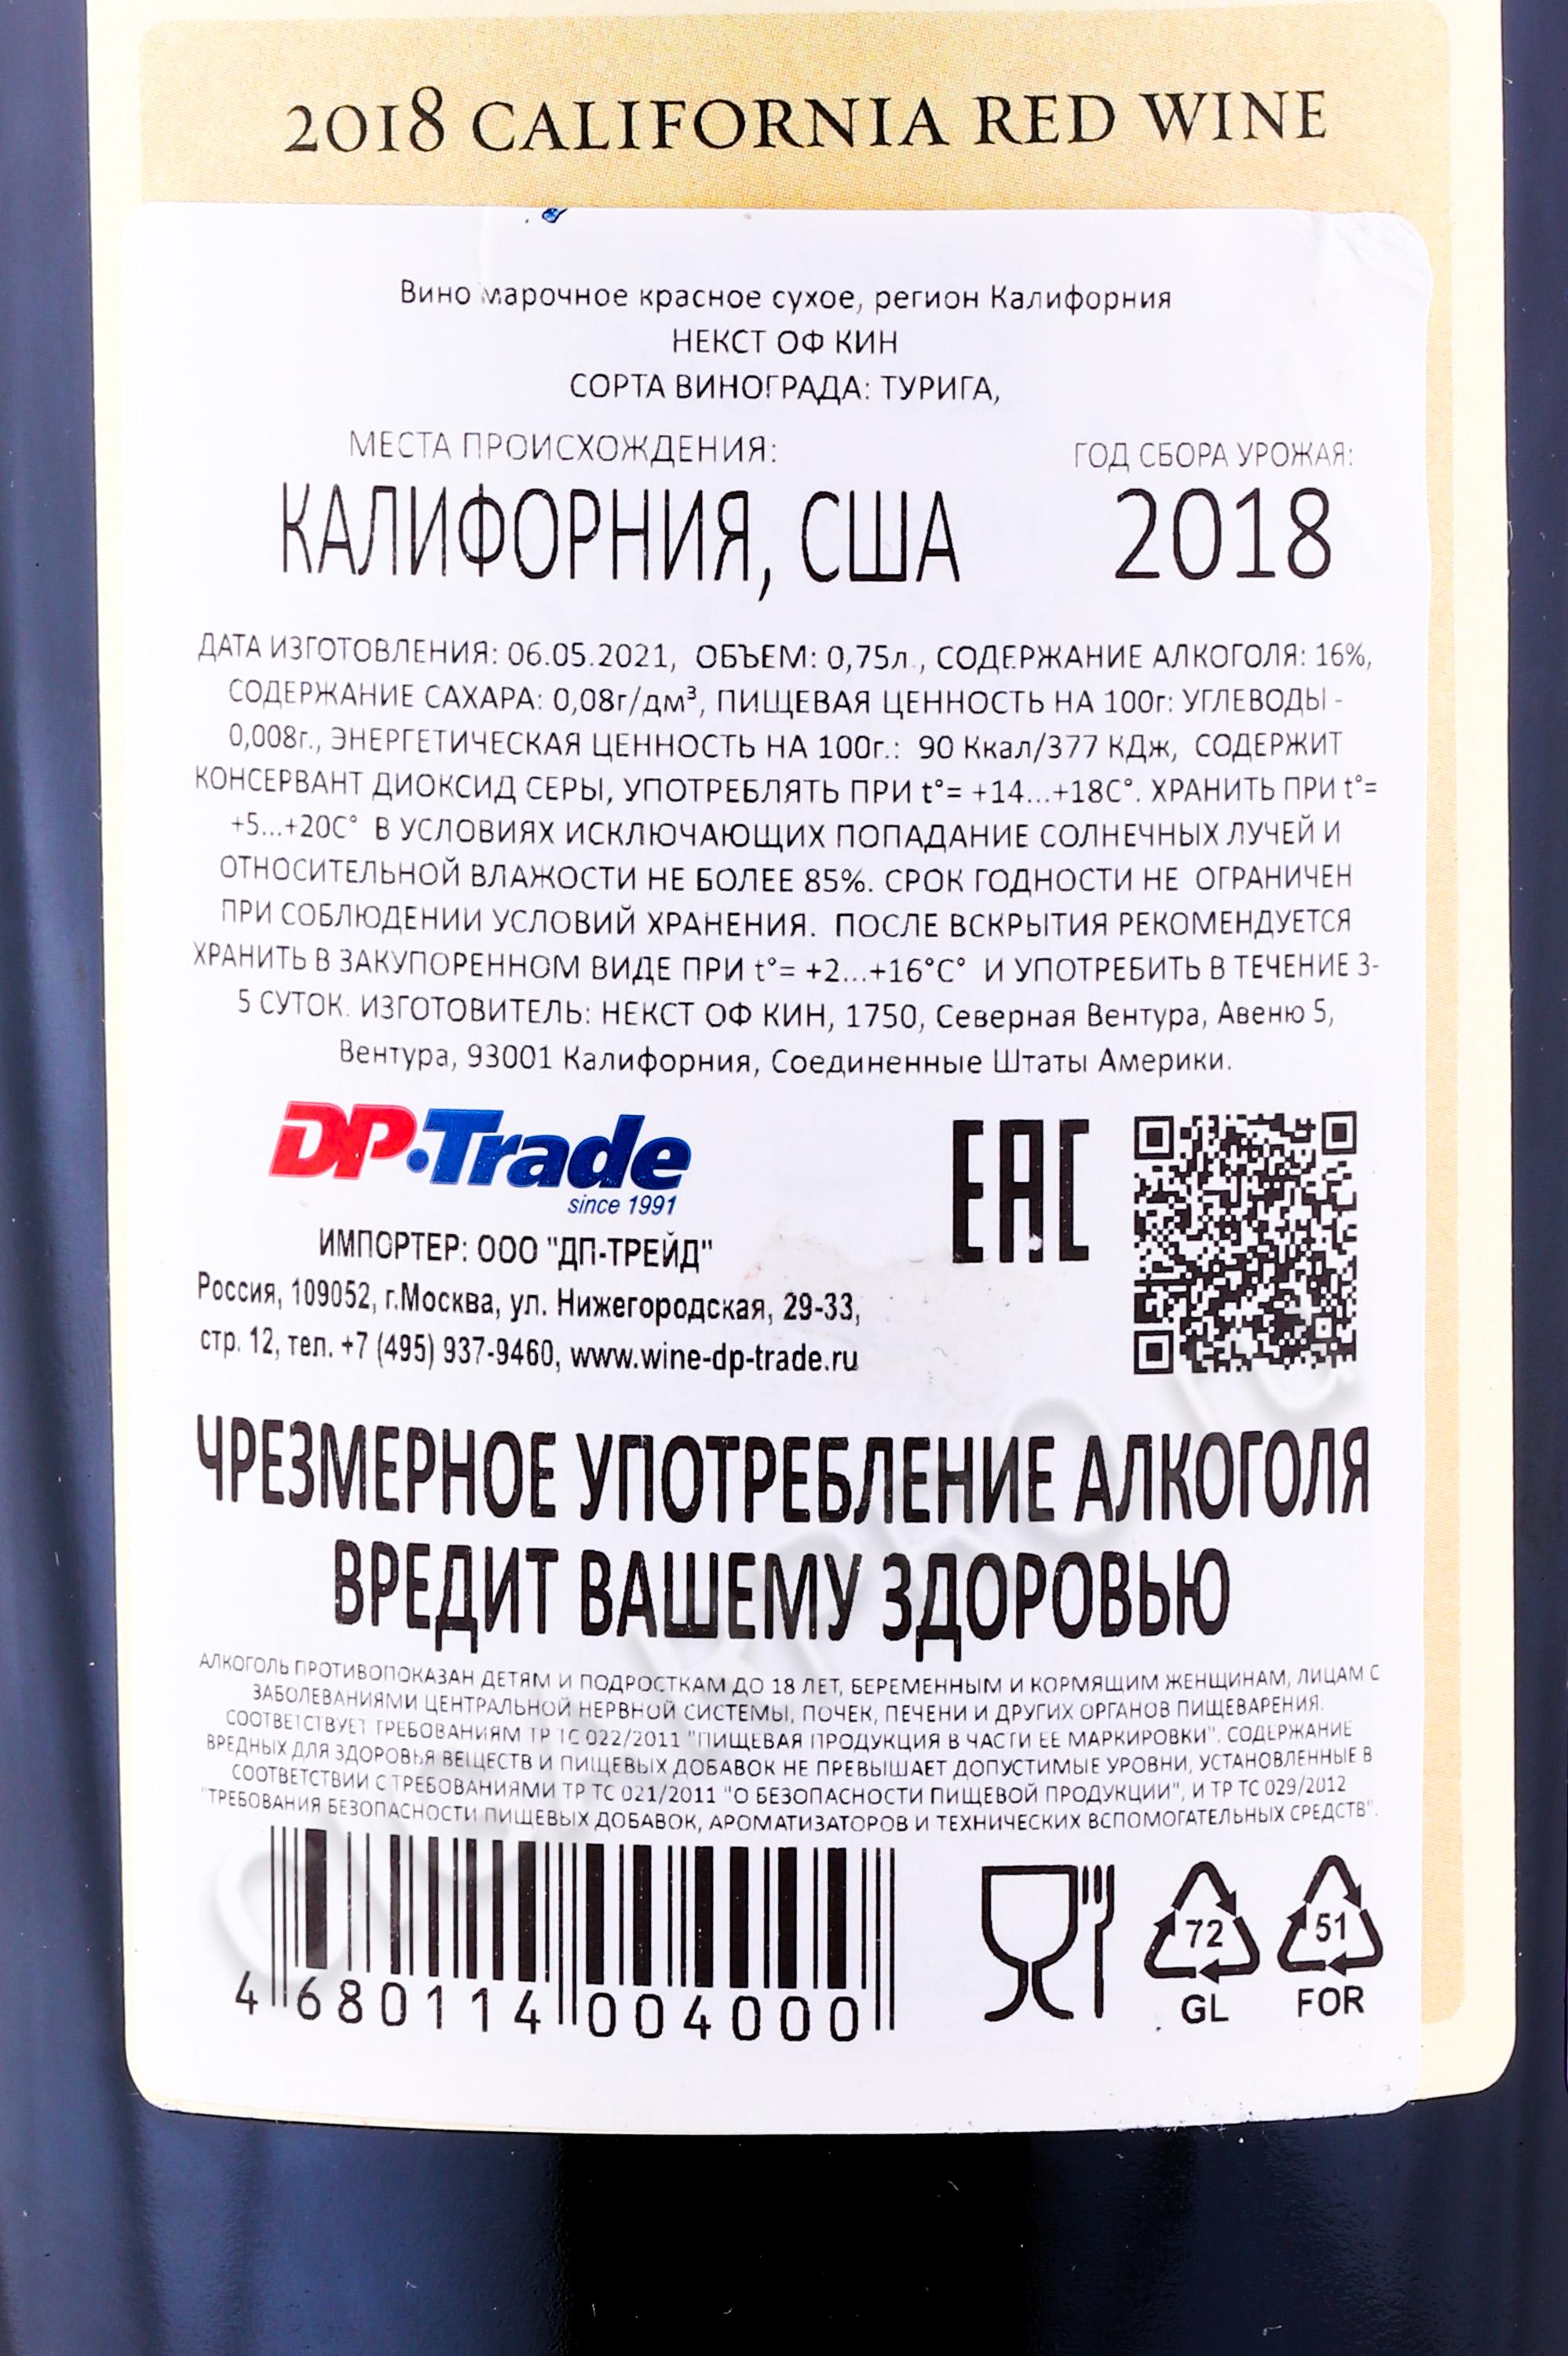 2018 CALIFORNIA RED WINE
Вино марочное красное сухое, регион Калифорния
НЕКСТ ОФ КИН
СОРТА ВИНОГРАДА: ТУРИГА,
МЕСТА ПРОИСХОЖДЕНИЯ:
КАЛИФОРНИЯ, США
ГОД СБОРА УРОЖАЯ:
2018
ДАТА ИЗГОТОВЛЕНИЯ: 06.05.2021, ОБЪЕМ: 0,75л., СОДЕРЖАНИЕ АЛКОГОЛЯ: 16%,
СОДЕРЖАНИЕ САХАРА: 0,08г/дм³, ПИЩЕВАЯ ЦЕННОСТЬ НА 100г: УГЛЕВОДЫ -
0,008г., ЭНЕРГЕТИЧЕСКАЯ ЦЕННОСТЬ НА 100г.: 90 Ккал/377 КДж, СОДЕРЖИТ
КОНСЕРВАНТ ДИОКСИД СЕРЫ, УПОТРЕБЛЯТЬ ПРИ t°= +14...+18C°. ХРАНИТЬ ПРИ t°=
+5...+20C° В УСЛОВИЯХ ИСКЛЮЧАЮЩИХ ПОПАДАНИЕ СОЛНЕЧНЫХ ЛУЧЕЙ И
ОТНОСИТЕЛЬНОЙ ВЛАЖОСТИ НЕ БОЛЕЕ 85%. СРОК ГОДНОСТИ НЕ ОГРАНИЧЕН
ПРИ СОБЛЮДЕНИИ УСЛОВИЙ ХРАНЕНИЯ. ПОСЛЕ ВСКРЫТИЯ РЕКОМЕНДУЕТСЯ
ХРАНИТЬ В ЗАКУПОРЕННОМ ВИДЕ ПРИ t°= +2...+16°C° И УПОТРЕБИТЬ В ТЕЧЕНИЕ 3-
5 СУТОК. ИЗГОТОВИТЕЛЬ: НЕКСТ ОФ КИН, 1750, Северная Вентура, Авеню 5,
Вентура, 93001 Калифорния, Соединенные Штаты Америки.
DP.Trade
since 1991
ЕАС
ИМПОРТЕР: ООО "ДП-ТРЕЙД"
Россия, 109052, г.Москва, ул. Нижегородская, 29-33,
стр. 12, тел. +7 (495) 937-9460, www.wine-dp-trade.ru
ЧРЕЗМЕРНОЕ УПОТРЕБЛЕНИЕ АЛКОГОЛЯ
ВРЕДИТ ВАШЕМУ ЗДОРОВЬЮ
АЛКОГОЛЬ ПРОТИВОПОКАЗАН ДЕТЯМ И ПОДРОСТКАМ ДО 18 ЛЕТ, БЕРЕМЕННЫМ И КОРМЯЩИМ ЖЕНЩИНАМ, ЛИЦАМ С
ЗАБОЛЕВАНИЯМИ ЦЕНТРАЛЬНОЙ НЕРВНОЙ СИСТЕМЫ, ПОЧЕК, ПЕЧЕНИ И ДРУГИХ ОРГАНОВ ПИЩЕВАРЕНИЯ.
СООТВЕТСТВУЕТ ТРЕБОВАНИЯМ ТР ТС 022/2011 "ПИЩЕВАЯ ПРОДУКЦИЯ В ЧАСТИ ЕЕ МАРКИРОВКИ". СОДЕРЖАНИЕ
ВРЕДНЫХ ДЛЯ ЗДОРОВЬЯ ВЕЩЕСТВ И ПИЩЕВЫХ ДОБАВОК НЕ ПРЕВЫШАЕТ ДОПУСТИМЫЕ УРОВНИ, УСТАНОВЛЕННЫЕ В
СООТВЕТСТВИИ С ТРЕБОВАНИЯМИ ТР ТС 021/2011 "О БЕЗОПАСНОСТИ ПИЩЕВОЙ ПРОДУКЦИИ", И ТР ТС 029/2012
"ТРЕБОВАНИЯ БЕЗОПАСНОСТИ ПИЩЕВЫХ ДОБАВОК, АРОМАТИЗАТОРОВ И ТЕХНИЧЕСКИХ ВСПОМОГАТЕЛЬНЫХ СРЕДСТВ".
4 680114 004000
72
GL
51
FOR